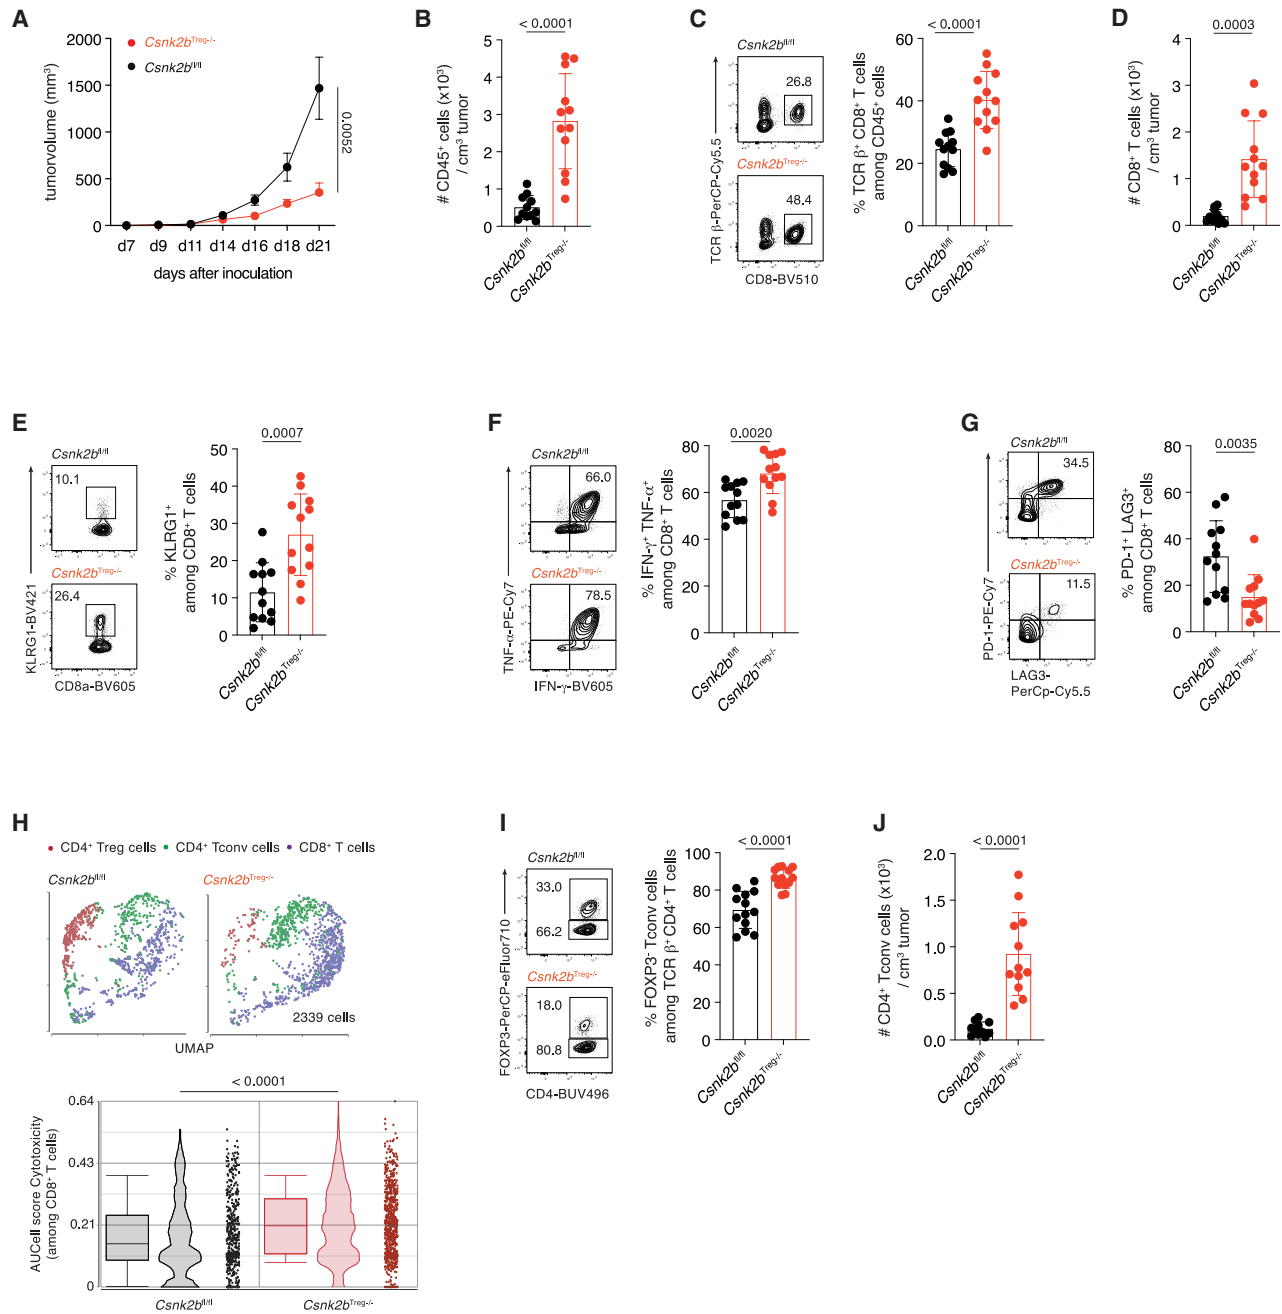 A
tumorvolume (mm³)
2000
1500
1000
500
0
Csnk2bTreg-/-
Csnk2bfl/fl
0.0052
d7 d9 d11 d14 d16 d18 d21
days after inoculation
B
# CD45⁺ cells (x10³)
/ cm³ tumor
< 0.0001
5
4
3
2
1
0
Csnk2bfl/fl
Csnk2bTreg-/-
C
Csnk2bfl/fl
26.8
Csnk2bTreg-/-
48.4
TCR β-PerCP-Cy5.5
CD8-BV510
% TCR β⁺ CD8⁺ T cells
among CD45⁺ cells
< 0.0001
60
40
20
0
Csnk2bfl/fl
Csnk2bTreg-/-
D
# CD8⁺ T cells (x10³)
/ cm³ tumor
0.0003
4
3
2
1
0
Csnk2bfl/fl
Csnk2bTreg-/-
E
Csnk2bfl/fl
10.1
Csnk2bTreg-/-
26.4
KLRG1-BV421
CD8a-BV605
% KLRG1⁺
among CD8⁺ T cells
0.0007
50
40
30
20
10
0
Csnk2bfl/fl
Csnk2bTreg-/-
F
Csnk2bfl/fl
66.0
Csnk2bTreg-/-
78.5
TNF-α-PE-Cy7
IFN-γ-BV605
% IFN-γ⁺ TNF-α⁺
among CD8⁺ T cells
0.0020
80
60
40
20
0
Csnk2bfl/fl
Csnk2bTreg-/-
G
Csnk2bfl/fl
34.5
Csnk2bTreg-/-
11.5
PD-1-PE-Cy7
LAG3-
PerCp-Cy5.5
% PD-1⁺ LAG3⁺
among CD8⁺ T cells
0.0035
80
60
40
20
0
Csnk2bfl/fl
Csnk2bTreg-/-
H
CD4⁺ Treg cells CD4⁺ Tconv cells CD8⁺ T cells
Csnk2bfl/fl
Csnk2bTreg-/-
2339 cells
UMAP
< 0.0001
AUCell score Cytotoxicity
(among CD8⁺ T cells)
0.64
0.43
0.21
0
Csnk2bfl/fl
Csnk2bTreg-/-
I
Csnk2bfl/fl
33.0
66.2
Csnk2bTreg-/-
18.0
80.8
FOXP3-PerCP-eFluor710
CD4-BUV496
% FOXP3⁻ Tconv cells
among TCR β⁺ CD4⁺ T cells
< 0.0001
100
80
60
40
20
0
Csnk2bfl/fl
Csnk2bTreg-/-
J
# CD4⁺ Tconv cells (x10³)
/ cm³ tumor
< 0.0001
2.0
1.5
1.0
0.5
0.0
Csnk2bfl/fl
Csnk2bTreg-/-